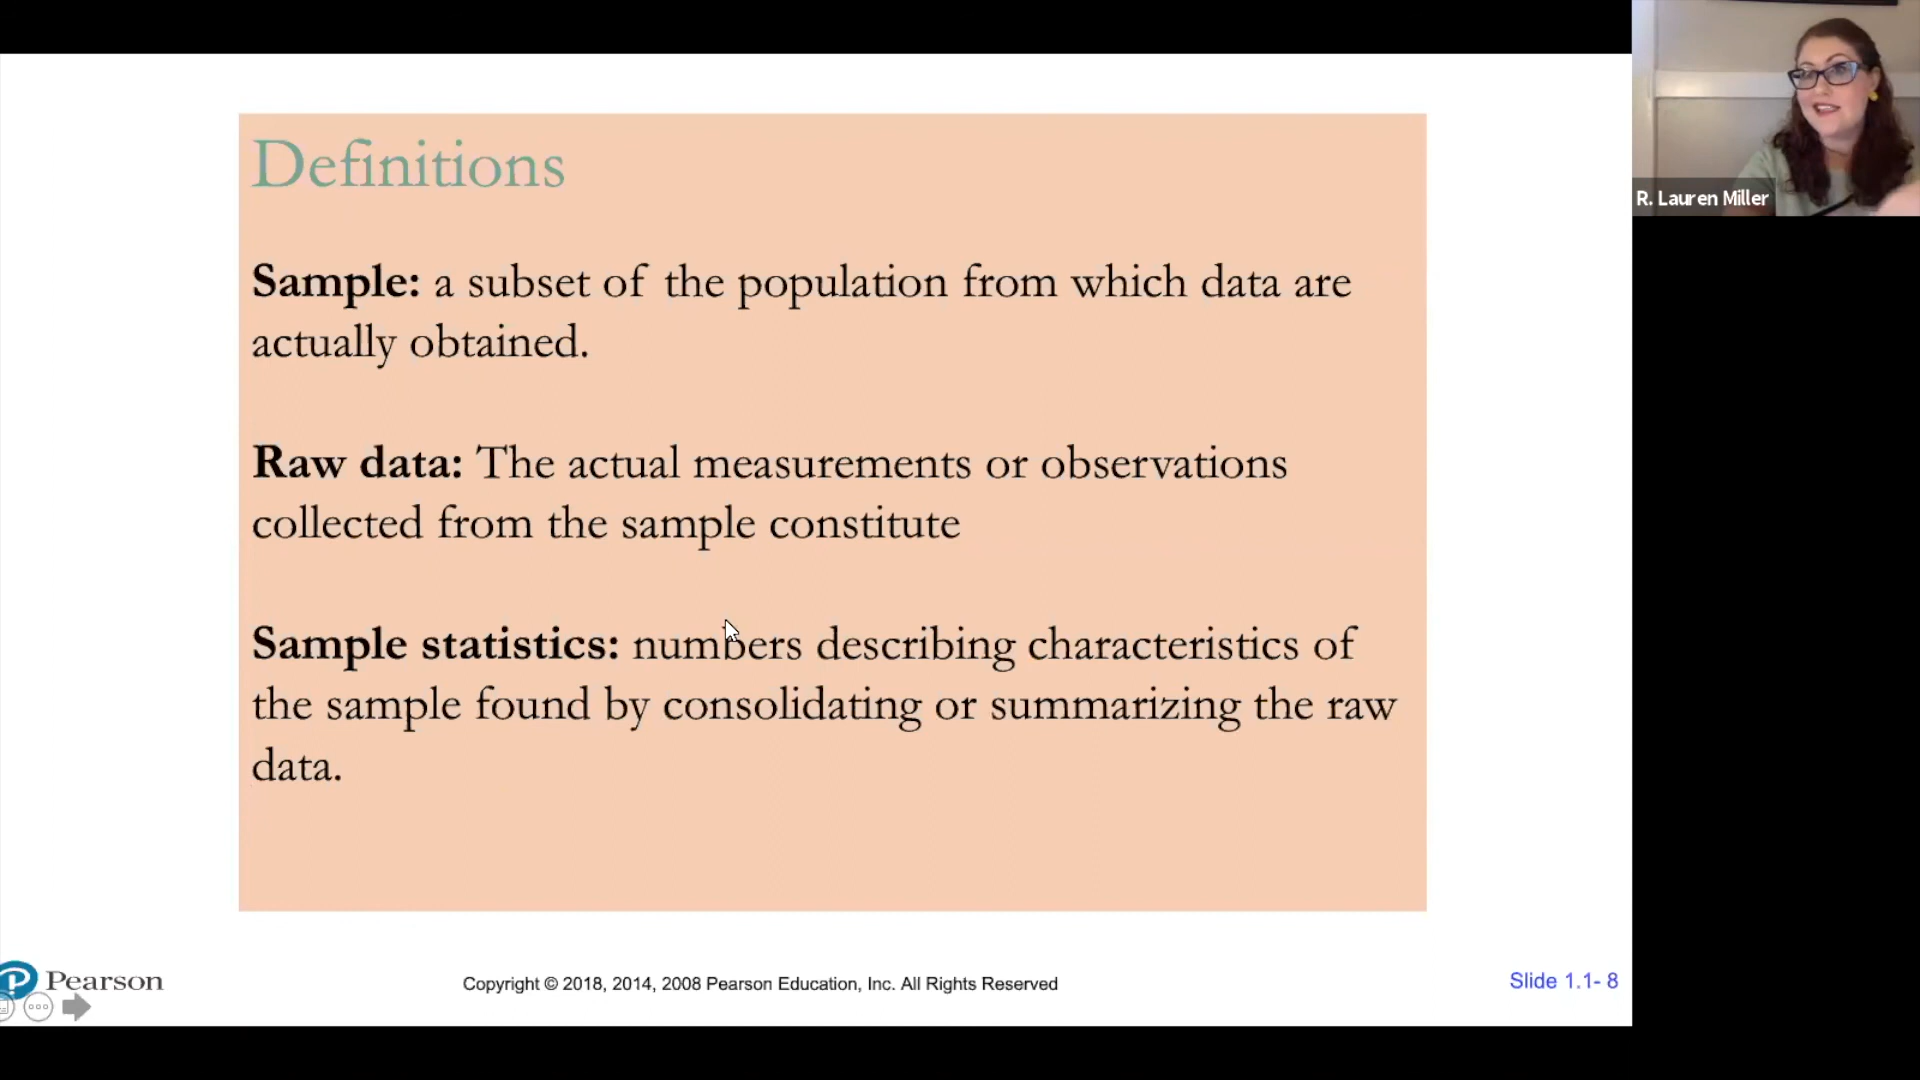 Definitions
Sample: a subset of the population from which data are
actually obtained.
Raw data: The actual measurements or observations
collected from the sample constitute
Sample statistics: numbers describing characteristics of
the sample found by consolidating or summarizing the raw
data.
R. Lauren Miller
Pearson
Copyright © 2018, 2014, 2008 Pearson Education, Inc. All Rights Reserved
Slide 1.1- 8